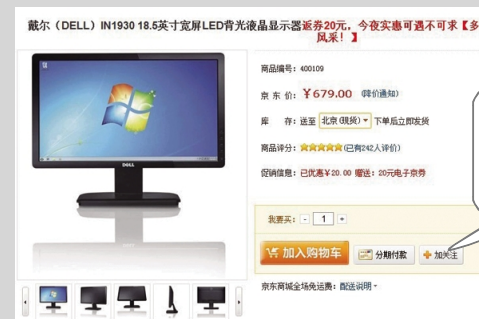 戴尔（DELL）IN1930 18.5英寸宽屏LED背光液晶显示器返券20元，今夜实惠可遇不可求【多
风采！】
商品编号：400109
京 东 价：￥679.00 (降价通知)
库　　存：送至 北京(现货) 下单后立即发货
商品评分： (已有242人评价)
促销信息：已优惠￥20.00 赠送：20元电子京券
DELL
我要买： - 1 +
加入购物车 分期付款 加关注
京东商城全场免运费：配送说明